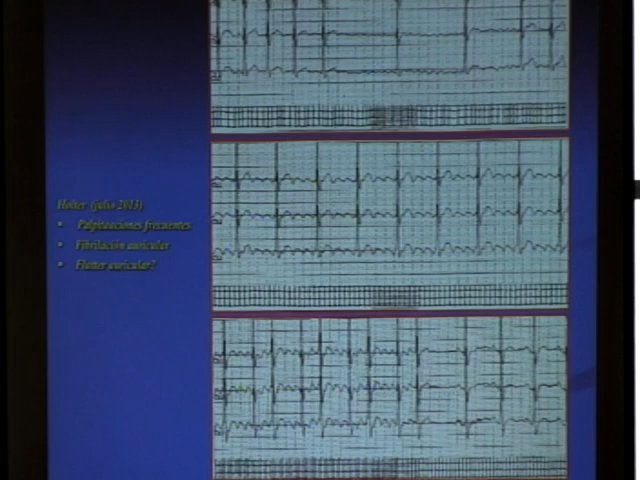 Holter (julio 2013)
Palpitaciones frecuentes
Fibrilación auricular
Flutter auricular?